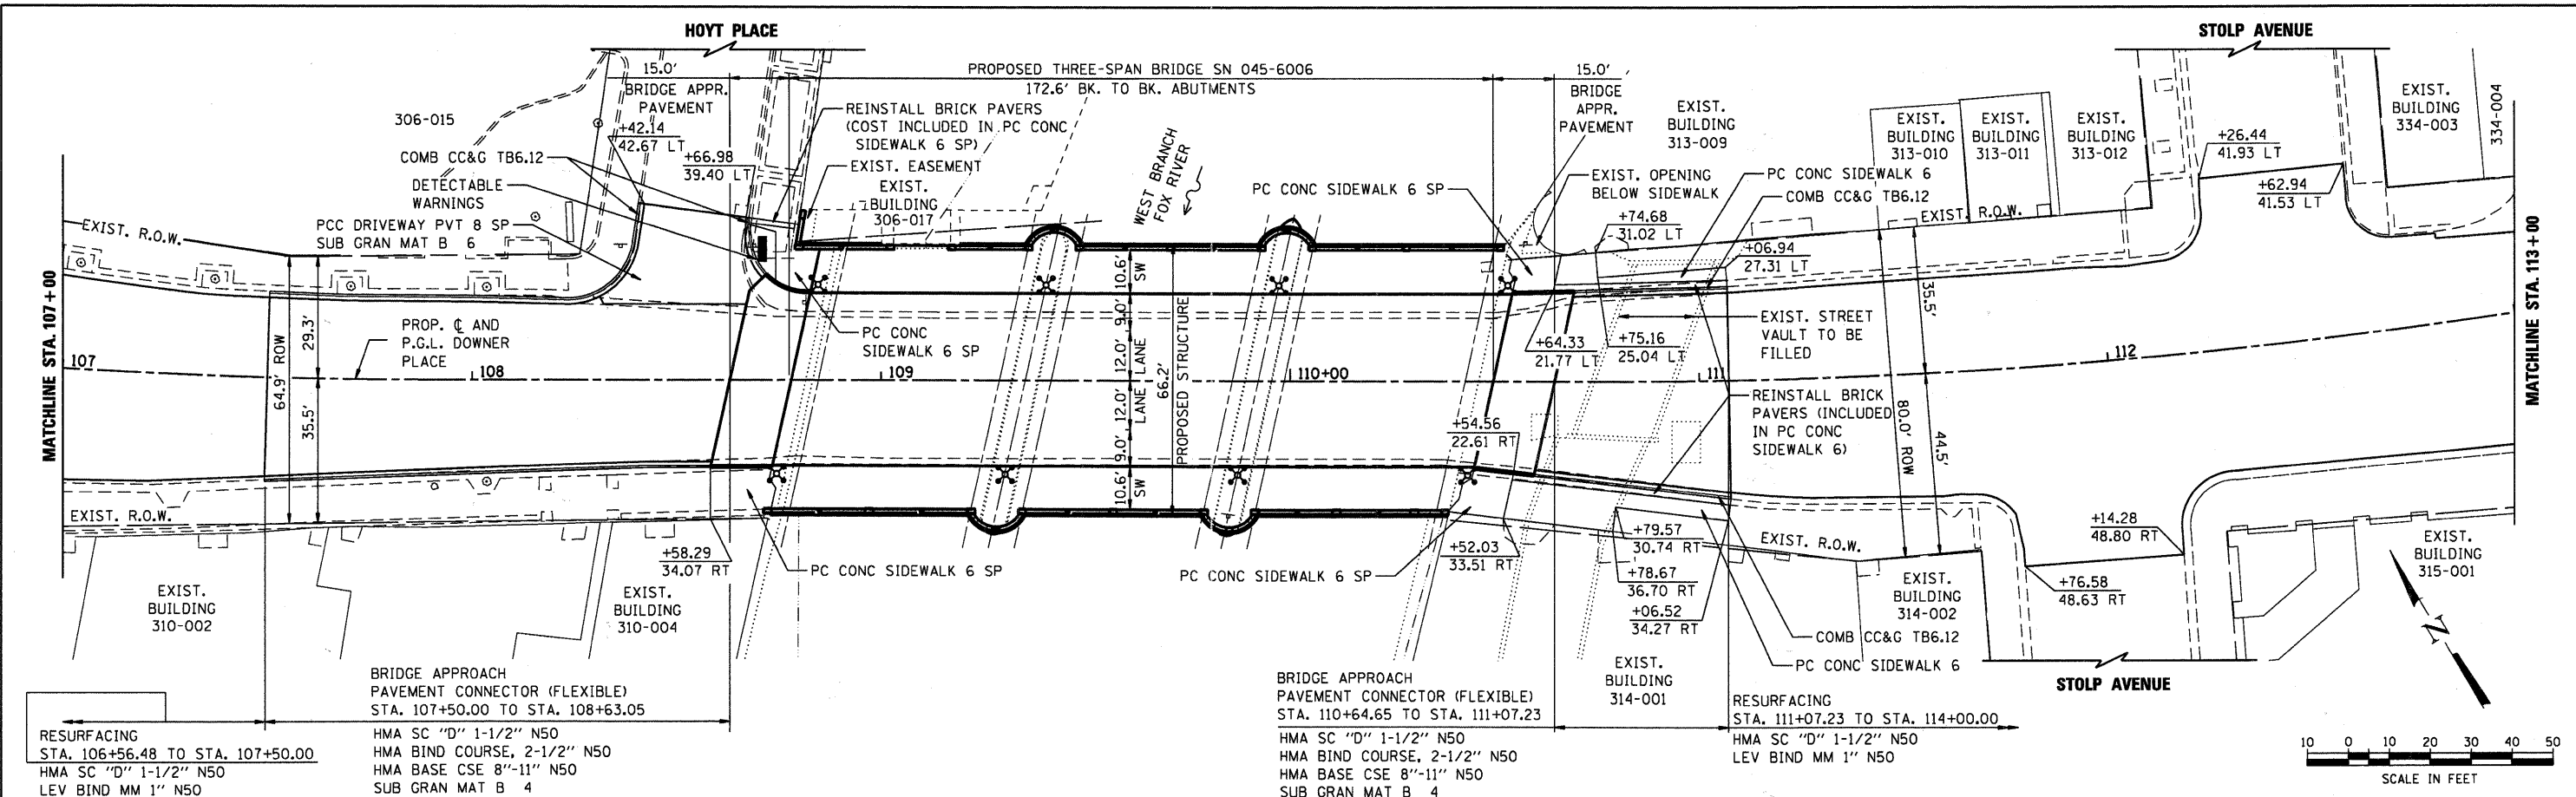 HOYT PLACE
STOLP AVENUE
15.0'
BRIDGE APPR.
PAVEMENT
PROPOSED THREE-SPAN BRIDGE SN 045-6006
172.6' BK. TO BK. ABUTMENTS
15.0'
BRIDGE
APPR.
PAVEMENT
306-015
+42.14
42.67 LT
COMB CC&G TB6.12
DETECTABLE
WARNINGS
PCC DRIVEWAY PVT 8 SP
SUB GRAN MAT B 6
+66.98
39.40 LT
REINSTALL BRICK PAVERS
(COST INCLUDED IN PC CONC
SIDEWALK 6 SP)
EXIST. EASEMENT
EXIST.
BUILDING
306-017
WEST BRANCH
FOX RIVER
PC CONC SIDEWALK 6 SP
EXIST.
BUILDING
313-009
EXIST. OPENING
BELOW SIDEWALK
+74.68
31.02 LT
PC CONC SIDEWALK 6
COMB CC&G TB6.12
+06.94
27.31 LT
EXIST.
BUILDING
313-010
EXIST.
BUILDING
313-011
EXIST.
BUILDING
313-012
EXIST. R.O.W.
+26.44
41.93 LT
+62.94
41.53 LT
EXIST.
BUILDING
334-003
334-004
EXIST. R.O.W.
MATCHLINE STA. 107+00
MATCHLINE STA. 113+00
107
108
109
110+00
111
112
64.9' ROW
29.3'
35.5'
PROP. ℄ AND
P.G.L. DOWNER
PLACE
PC CONC
SIDEWALK 6 SP
10.6'
SW
9.0'
12.0'
LANE
12.0'
LANE
9.0'
10.6'
SW
66.2'
PROPOSED STRUCTURE
+64.33
21.77 LT
+75.16
25.04 LT
EXIST. STREET
VAULT TO BE
FILLED
35.5'
80.0' ROW
44.5'
REINSTALL BRICK
PAVERS (INCLUDED
IN PC CONC
SIDEWALK 6)
+54.56
22.61 RT
EXIST. R.O.W.
EXIST.
BUILDING
310-002
EXIST.
BUILDING
310-004
+58.29
34.07 RT
PC CONC SIDEWALK 6 SP
PC CONC SIDEWALK 6 SP
+52.03
33.51 RT
+79.57
30.74 RT
+78.67
36.70 RT
+06.52
34.27 RT
EXIST. R.O.W.
EXIST.
BUILDING
314-002
COMB CC&G TB6.12
PC CONC SIDEWALK 6
EXIST.
BUILDING
314-001
+14.28
48.80 RT
+76.58
48.63 RT
STOLP AVENUE
EXIST.
BUILDING
315-001
N
RESURFACING
STA. 106+56.48 TO STA. 107+50.00
HMA SC "D" 1-1/2" N50
LEV BIND MM 1" N50
BRIDGE APPROACH
PAVEMENT CONNECTOR (FLEXIBLE)
STA. 107+50.00 TO STA. 108+63.05
HMA SC "D" 1-1/2" N50
HMA BIND COURSE, 2-1/2" N50
HMA BASE CSE 8"-11" N50
SUB GRAN MAT B 4
BRIDGE APPROACH
PAVEMENT CONNECTOR (FLEXIBLE)
STA. 110+64.65 TO STA. 111+07.23
HMA SC "D" 1-1/2" N50
HMA BIND COURSE, 2-1/2" N50
HMA BASE CSE 8"-11" N50
SUB GRAN MAT B 4
RESURFACING
STA. 111+07.23 TO STA. 114+00.00
HMA SC "D" 1-1/2" N50
LEV BIND MM 1" N50
10 0 10 20 30 40 50
SCALE IN FEET